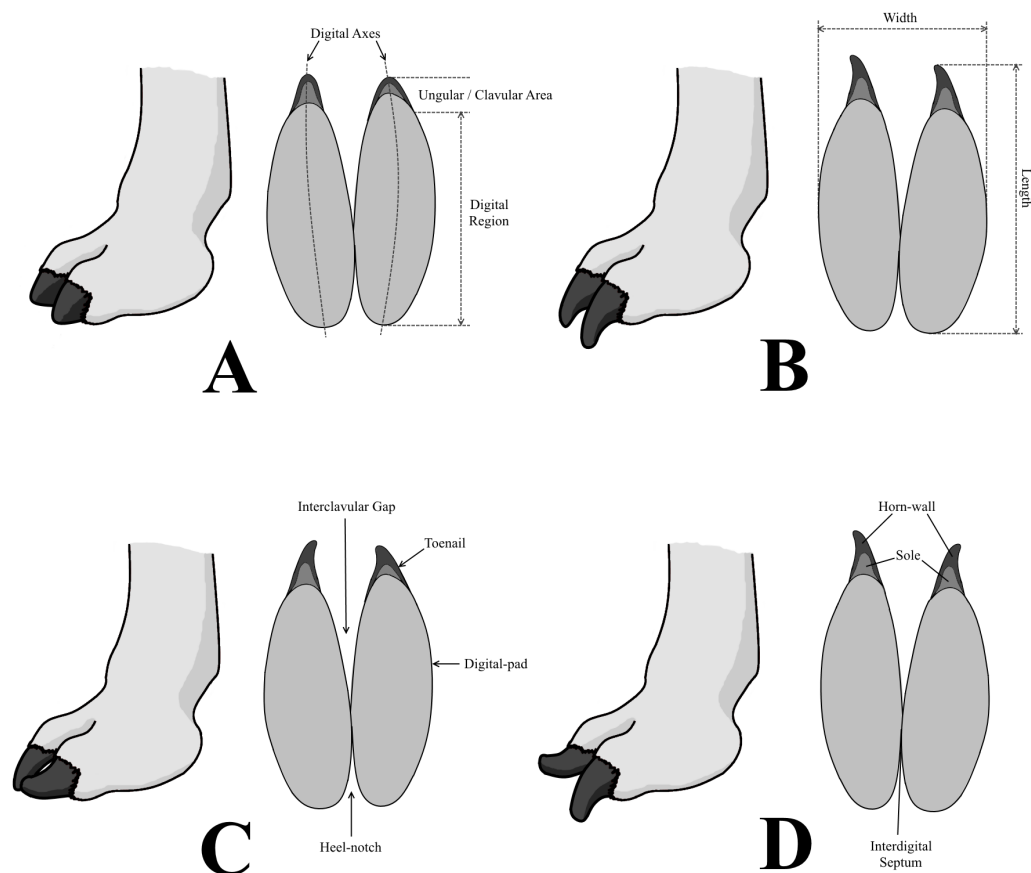 Digital Axes
Ungular / Clavular Area
Digital
Region
A
Width
Length
B
Interclavular Gap
Toenail
Digital-pad
Heel-notch
C
Horn-wall
Sole
Interdigital
Septum
D